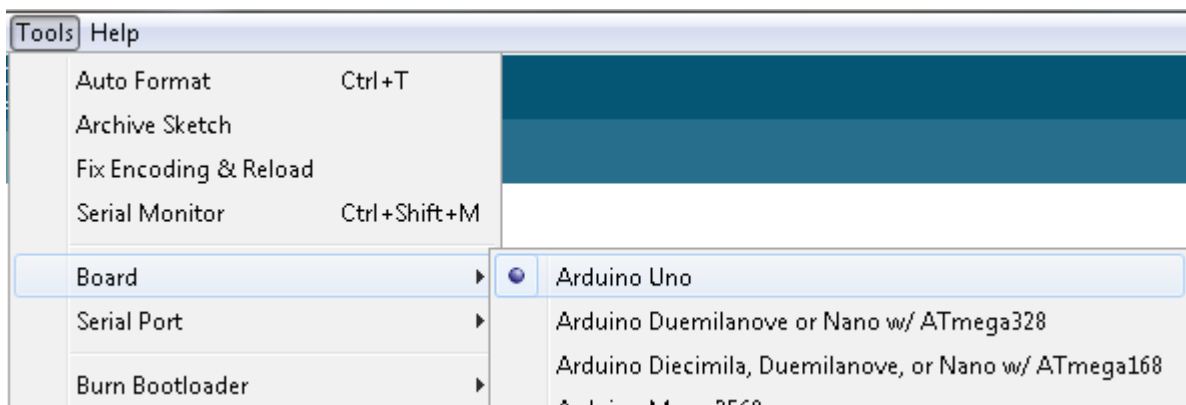 Tools Help
Auto Format Ctrl+T
Archive Sketch
Fix Encoding & Reload
Serial Monitor Ctrl+Shift+M
Board
Serial Port
Burn Bootloader
Arduino Uno
Arduino Duemilanove or Nano w/ ATmega328
Arduino Diecimila, Duemilanove, or Nano w/ ATmega168